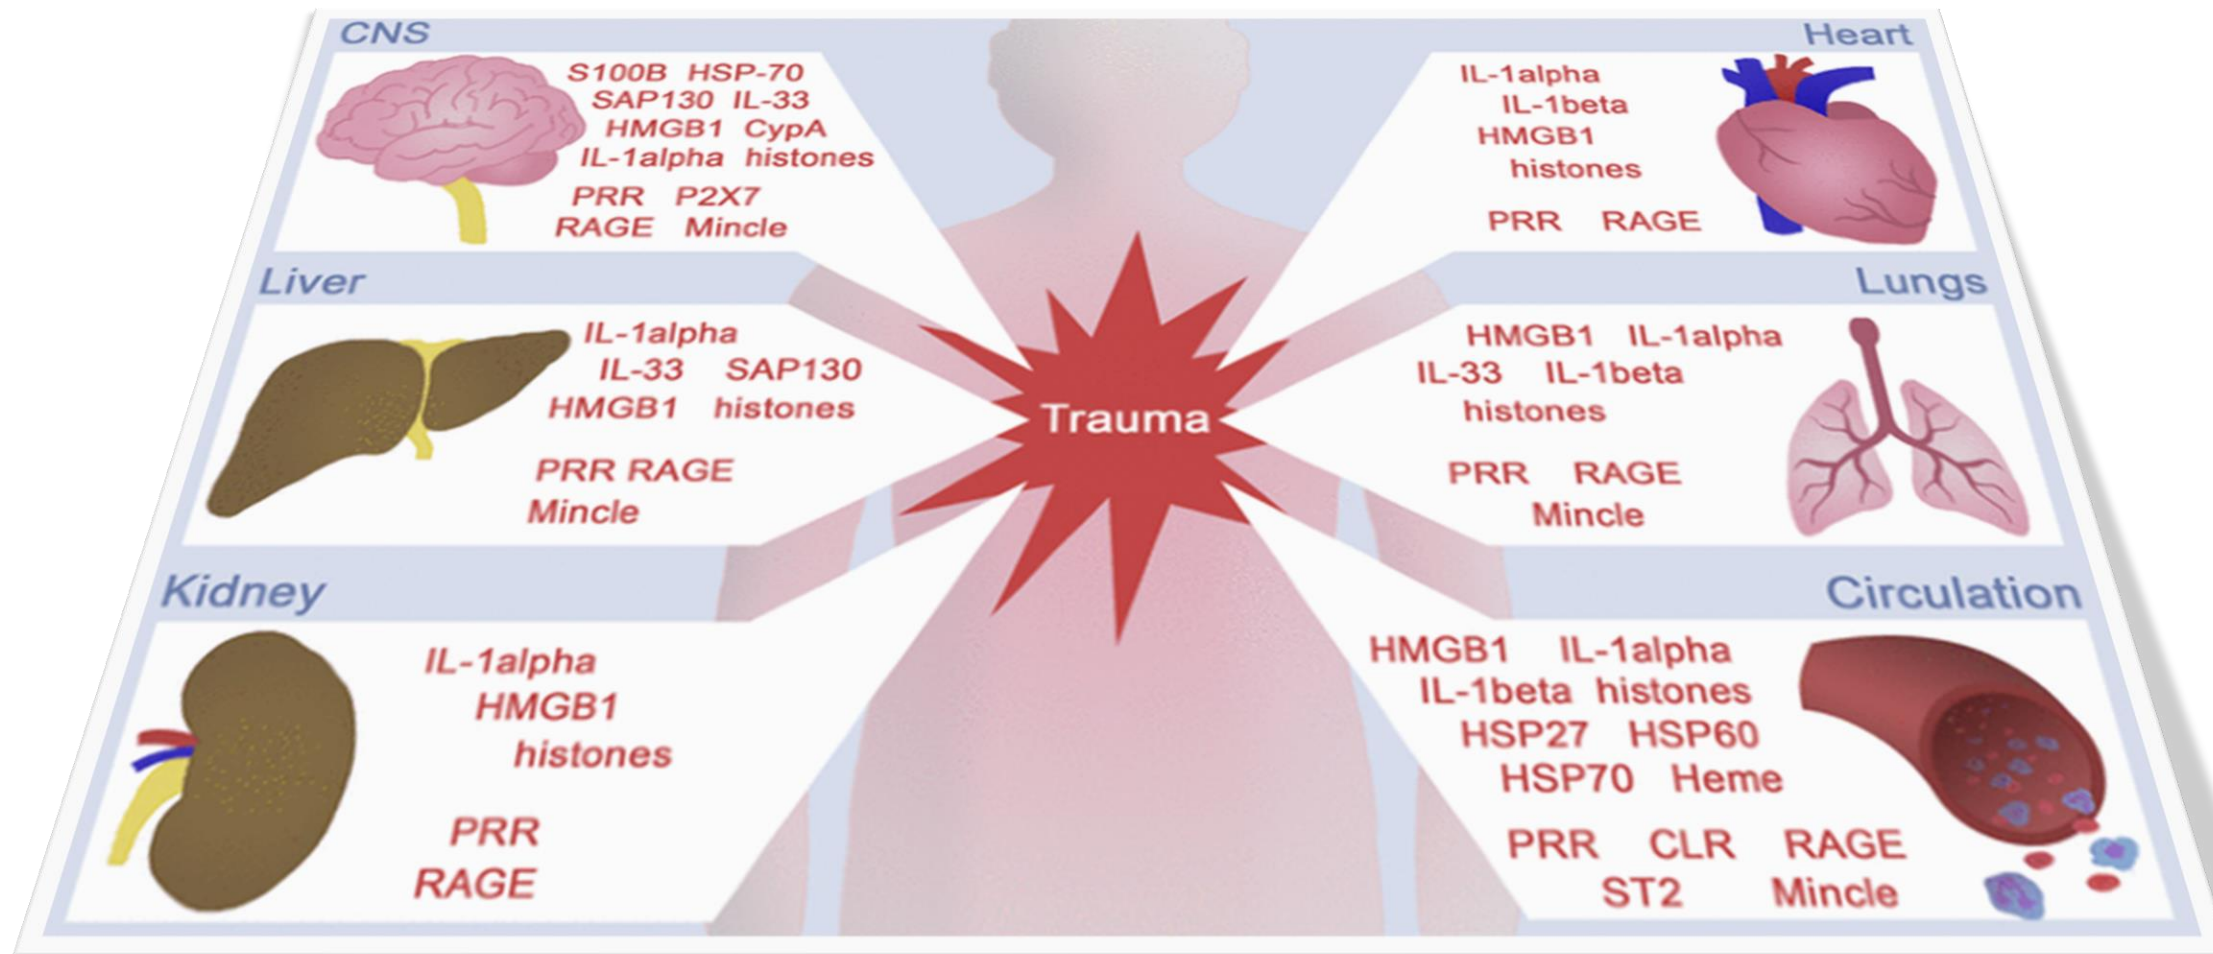 CNS
S100B HSP-70
SAP130 IL-33
HMGB1 CypA
IL-1alpha histones
PRR P2X7
RAGE Mincle
Heart
IL-1alpha
IL-1beta
HMGB1
histones
PRR RAGE
Liver
IL-1alpha
IL-33 SAP130
HMGB1 histones
PRR RAGE
Mincle
Trauma
Lungs
HMGB1 IL-1alpha
IL-33 IL-1beta
histones
PRR RAGE
Mincle
Kidney
IL-1alpha
HMGB1
histones
PRR
RAGE
Circulation
HMGB1 IL-1alpha
IL-1beta histones
HSP27 HSP60
HSP70 Heme
PRR CLR RAGE
ST2 Mincle